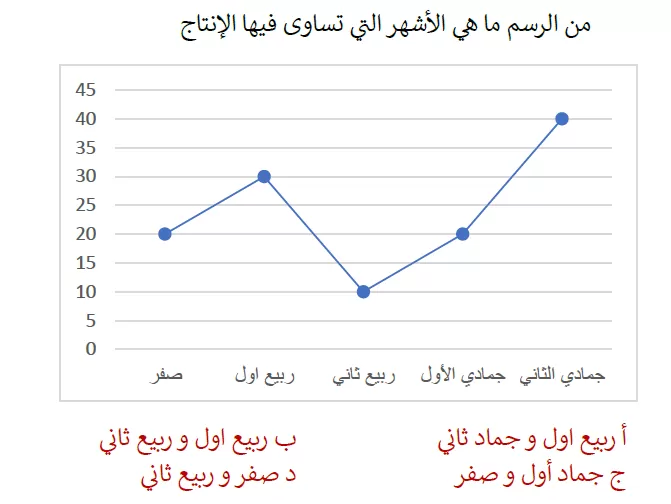 من الرسم ما هي الأشهر التي تساوى فيها الإنتاج
45
40
35
30
25
20
15
10
5
0
صفر
ربيع اول
ربيع ثاني
جمادي الأول
جمادي الثاني
أ ربيع اول و جماد ثاني
ب ربيع اول و ربيع ثاني
ج جماد أول و صفر
د صفر و ربيع ثاني